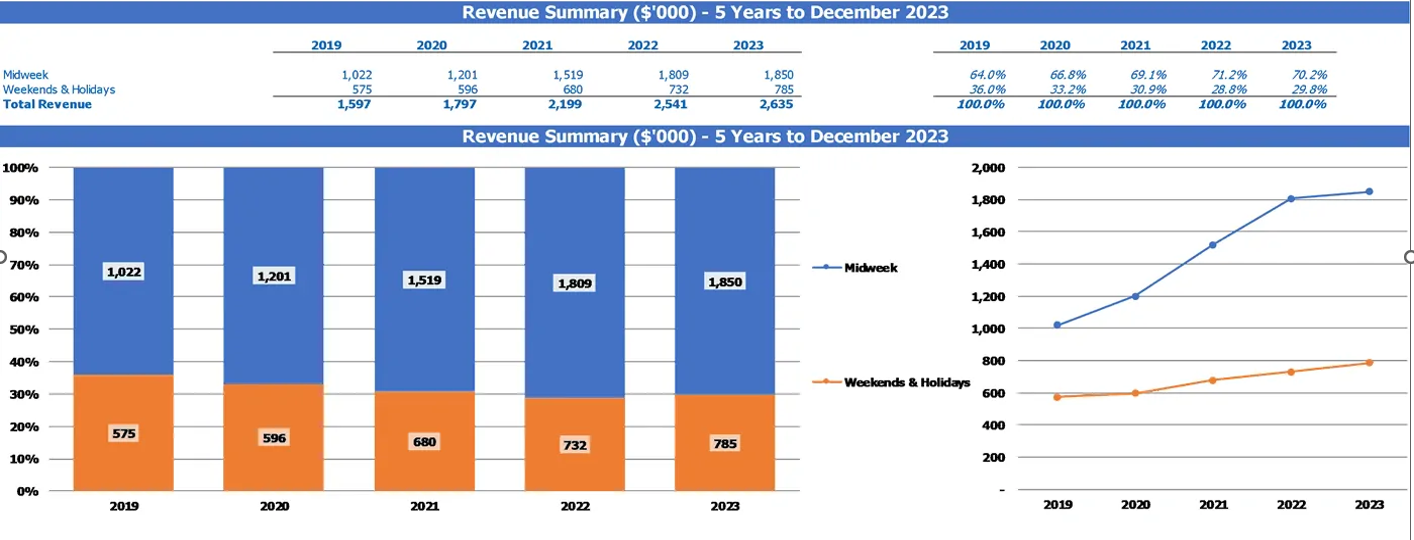 Revenue Summary ($'000) - 5 Years to December 2023
2019 2020 2021 2022 2023 2019 2020 2021 2022 2023
Midweek 1,022 1,201 1,519 1,809 1,850 64.0% 66.8% 69.1% 71.2% 70.2%
Weekends & Holidays 575 596 680 732 785 36.0% 33.2% 30.9% 28.8% 29.8%
Total Revenue 1,597 1,797 2,199 2,541 2,635 100.0% 100.0% 100.0% 100.0% 100.0%
Revenue Summary ($'000) - 5 Years to December 2023
100%
90%
80%
70%
60%
50%
40%
30%
20%
10%
0%
1,022 1,201 1,519 1,809 1,850
575 596 680 732 785
2019 2020 2021 2022 2023
Midweek
Weekends & Holidays
2,000
1,800
1,600
1,400
1,200
1,000
800
600
400
200
-
2019 2020 2021 2022 2023